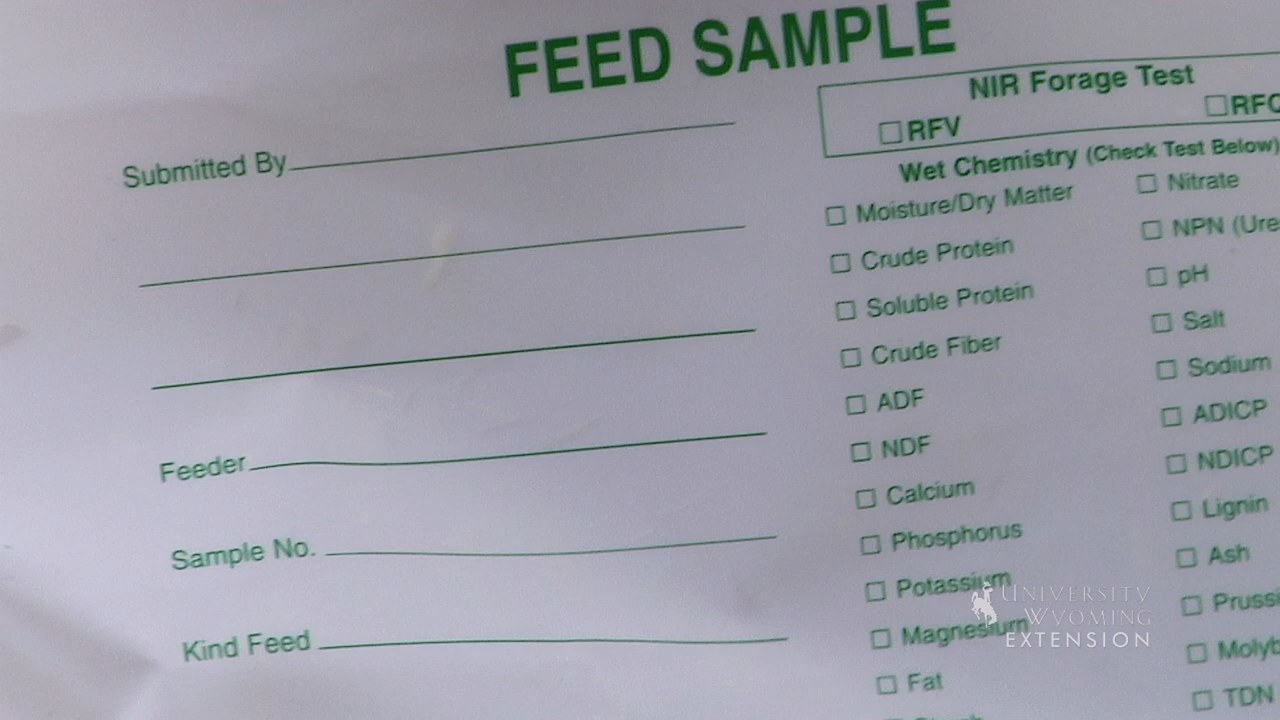 FEED SAMPLE
NIR Forage Test
RFV
Submitted By
Wet Chemistry (Check Test Below)
Moisture/Dry Matter
Crude Protein
Soluble Protein
Crude Fiber
ADF
NDF
Calcium
Phosphorus
Potassium
Magnesium
Fat
Nitrate
NPN
pH
Salt
Sodium
ADICP
NDICP
Lignin
Ash
TDN
Feeder
Sample No.
Kind Feed
UNIVERSITY
WYOMING
EXTENSION